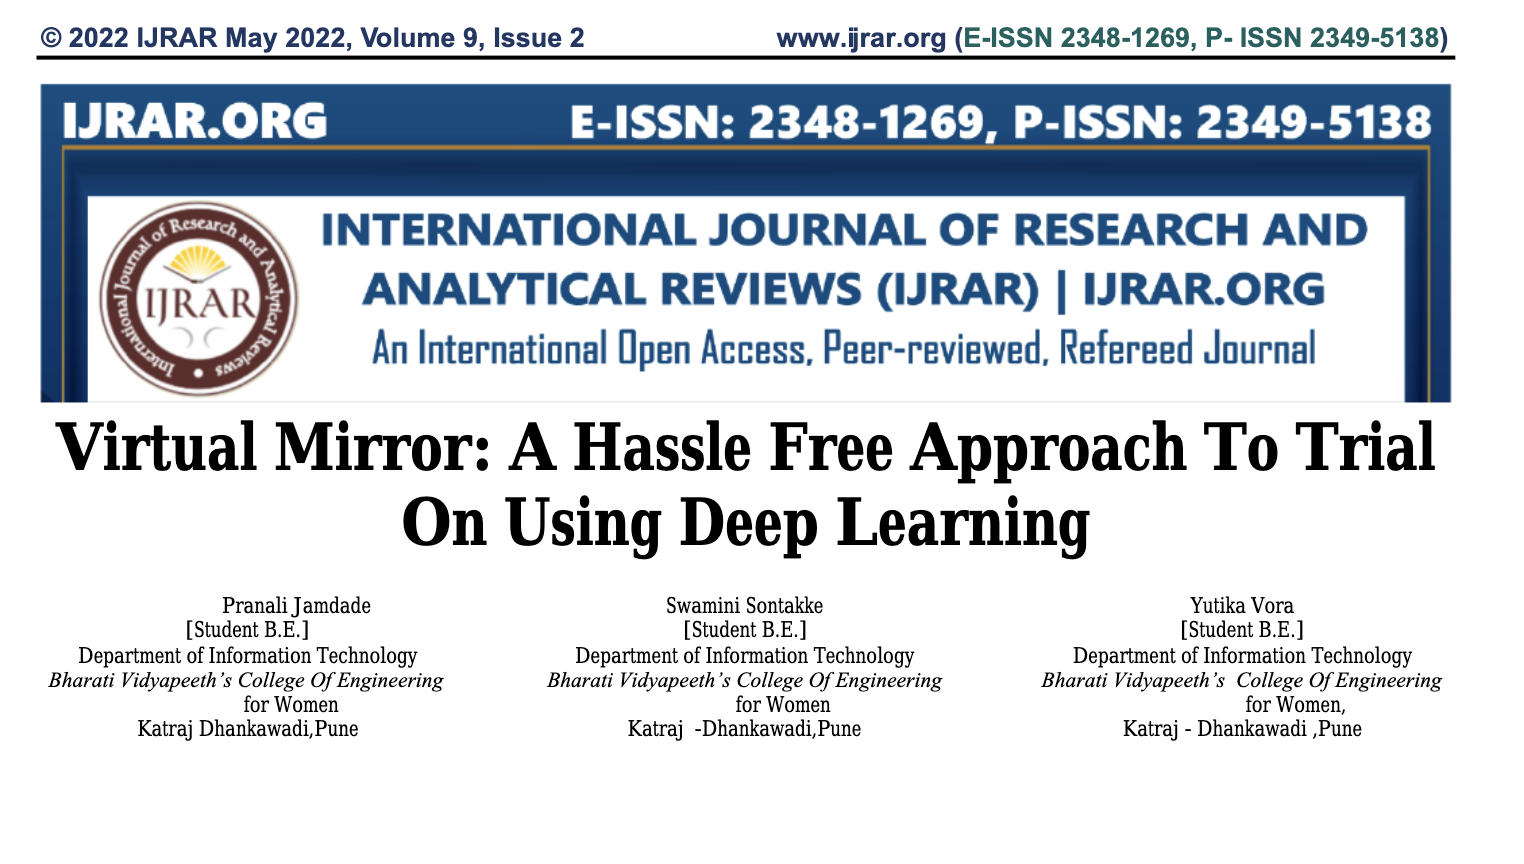 © 2022 IJRAR May 2022, Volume 9, Issue 2 www.ijrar.org (E-ISSN 2348-1269, P- ISSN 2349-5138)
IJRAR.ORG E-ISSN: 2348-1269, P-ISSN: 2349-5138
International Journal of Research and Analytical Reviews
IJRAR
INTERNATIONAL JOURNAL OF RESEARCH AND
ANALYTICAL REVIEWS (IJRAR) | IJRAR.ORG
An International Open Access, Peer-reviewed, Refereed Journal
Virtual Mirror: A Hassle Free Approach To Trial
On Using Deep Learning
Pranali Jamdade
[Student B.E.]
Department of Information Technology
Bharati Vidyapeeth’s College Of Engineering
for Women
Katraj Dhankawadi,Pune
Swamini Sontakke
[Student B.E.]
Department of Information Technology
Bharati Vidyapeeth’s College Of Engineering
for Women
Katraj -Dhankawadi,Pune
Yutika Vora
[Student B.E.]
Department of Information Technology
Bharati Vidyapeeth’s College Of Engineering
for Women,
Katraj - Dhankawadi ,Pune